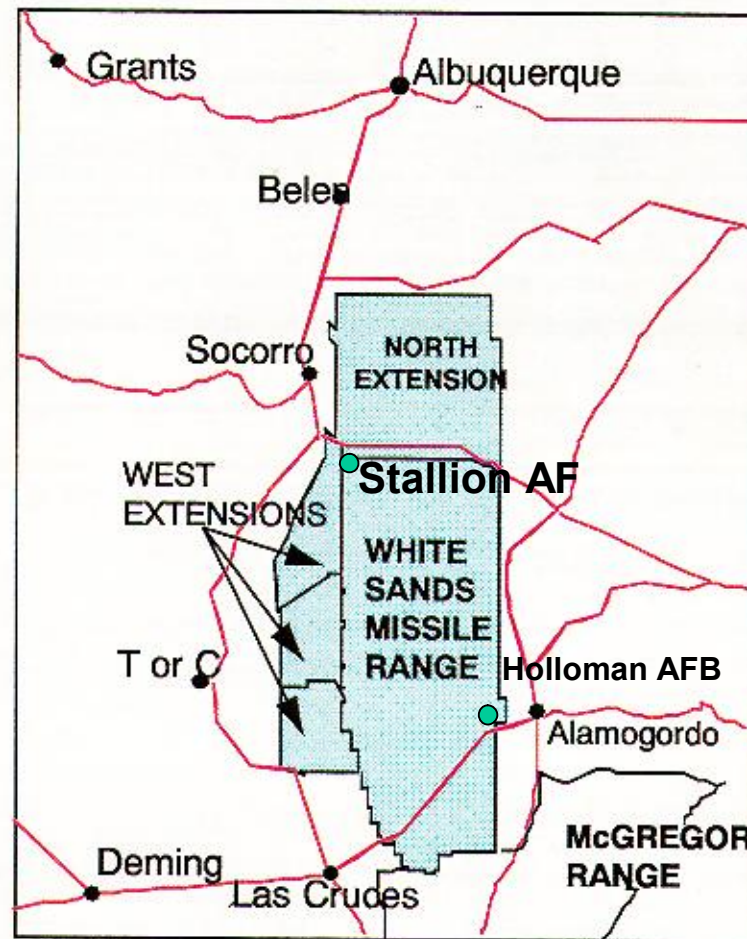 Grants
Albuquerque
Belen
Socorro
NORTH
EXTENSION
WEST
EXTENSIONS
Stallion AF
WHITE
SANDS
MISSILE
RANGE
T or C
Holloman AFB
Alamogordo
McGREGOR
RANGE
Deming
Las Cruces